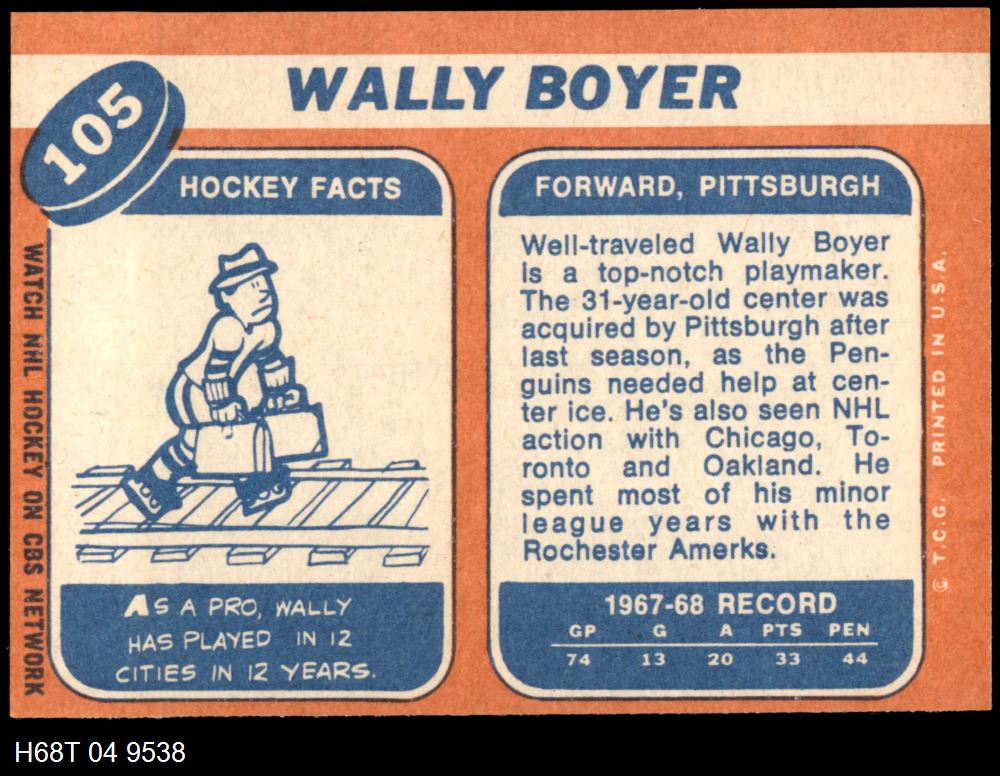 105
WALLY BOYER
HOCKEY FACTS
AS A PRO, WALLY
HAS PLAYED IN 12
CITIES IN 12 YEARS.
WATCH NHL HOCKEY ON CBS NETWORK
FORWARD, PITTSBURGH
Well-traveled Wally Boyer
is a top-notch playmaker.
The 31-year-old center was
acquired by Pittsburgh after
last season, as the Pen-
guins needed help at cen-
ter ice. He's also seen NHL
action with Chicago, To-
ronto and Oakland. He
spent most of his minor
league years with the
Rochester Amerks.
1967-68 RECORD
GP G A PTS PEN
74 13 20 33 44
© T.C.G. PRINTED IN U.S.A.
H68T 04 9538